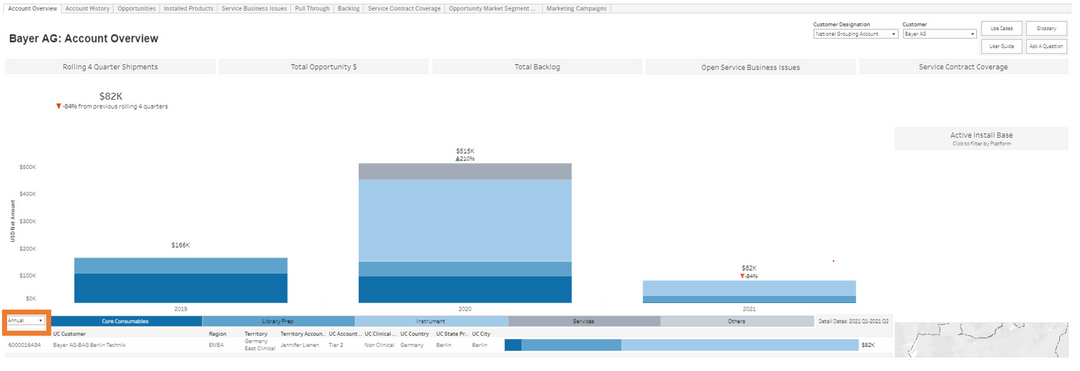 Account Overview Account History Opportunities Installed Products Service Business Issues Pull Through Backlog Service Contract Coverage Opportunity Market Segment ... Marketing Campaigns
Bayer AG: Account Overview
Customer Designation Customer
National Grouping Account Bayer AG
Use Cases Glossary
User Guide Ask A Question
Rolling 4 Quarter Shipments Total Opportunity $ Total Backlog Open Service Business Issues Service Contract Coverage
$82K
▼ -84% from previous rolling 4 quarters
Active Install Base
Click to Filter by Platform
$515K
▲210%
$500K
$400K
$300K
$200K
$100K
$0K
USD Net Amount
$166K
$82K
▼-84%
2019 2020 2021
Annual Core Consumables Library Prep Instrument Services Others Detail Dates: 2021 Q1-2021 Q2
UC Customer Region Territory Territory Accoun.. UC Account .. UC Clinical .. UC Country UC State Pr.. UC City
6000016434 Bayer AG-BAG Berlin Technik EMEA Germany East Clinical Jennifer Lienen Tier 2 Non Clinical Germany Berlin Berlin $82K